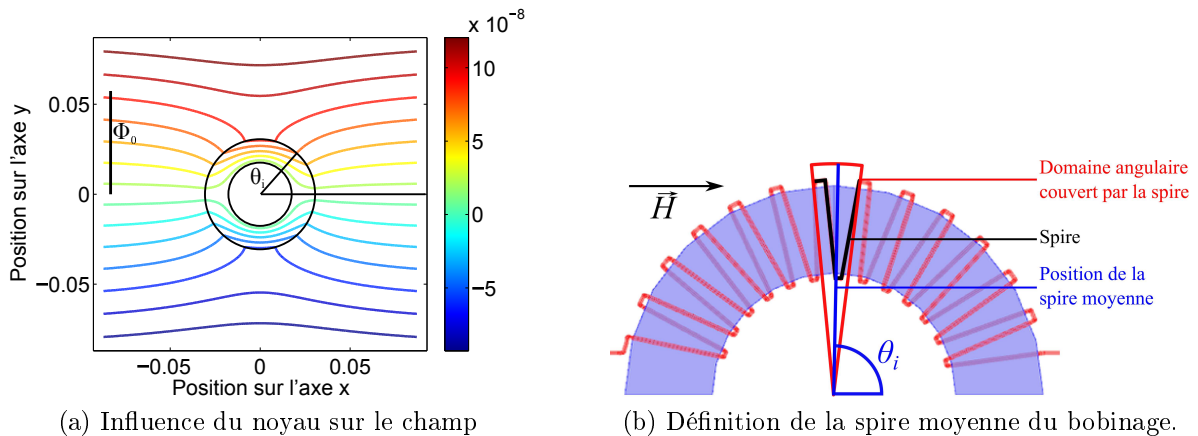 x 10⁻⁸
Position sur l'axe y
0.05
0
−0.05
Φ₀
θᵢ
−0.05
0
0.05
Position sur l'axe x
10
5
0
−5
(a) Influence du noyau sur le champ
H⃗
θᵢ
Domaine angulaire
couvert par la spire
Spire
Position de la
spire moyenne
(b) Définition de la spire moyenne du bobinage.